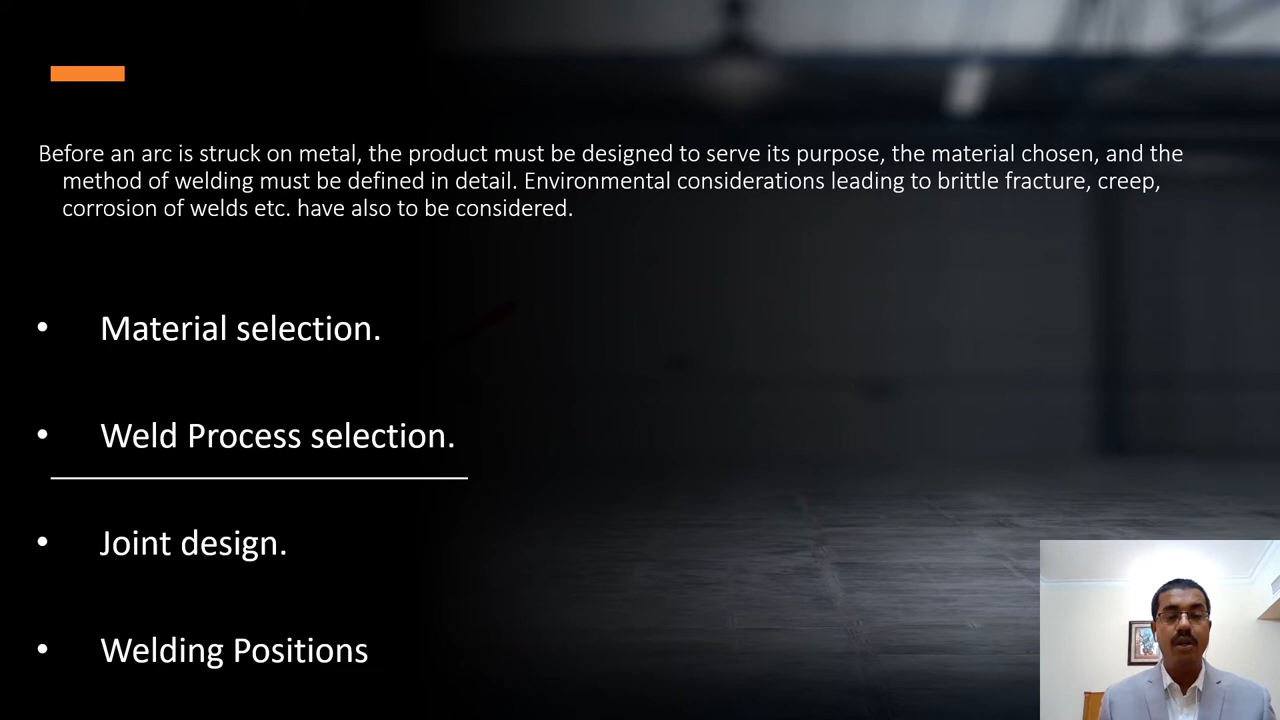 Before an arc is struck on metal, the product must be designed to serve its purpose, the material chosen, and the
method of welding must be defined in detail. Environmental considerations leading to brittle fracture, creep,
corrosion of welds etc. have also to be considered.
• Material selection.
• Weld Process selection.
• Joint design.
• Welding Positions